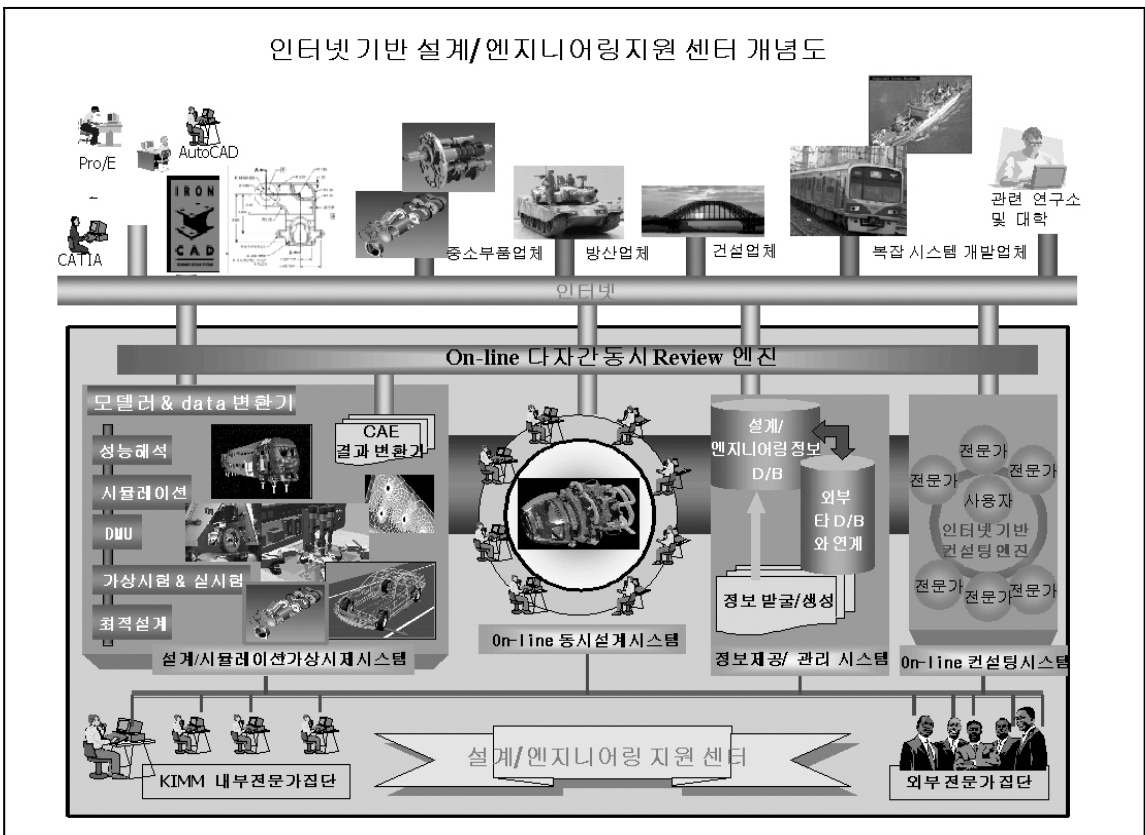 인터넷기반 설계/엔지니어링지원 센터 개념도
Pro/E
AutoCAD
CATIA
IRON
CAD
중소부품업체
방산업체
건설업체
복잡 시스템 개발업체
관련 연구소
및 대학
인터넷
On-line 다자간동시 Review 엔진
모델러 & data 변환기
성능해석
시뮬레이션
DMU
가상시험 & 실시험
최적설계
CAE
결과 변환기
설계/시뮬레이션가상시제시스템
On-line 동시설계시스템
설계/
엔지니어링정보
D/B
외부
타 D/B
와 연계
정보 발굴/생성
정보제공/ 관리 시스템
전문가
전문가
전문가
사용자
인터넷기반
컨설팅엔진
전문가
전문가
전문가
On-line 컨설팅시스템
KIMM 내부전문가집단
설계/엔지니어링 지원 센터
외부전문가집단